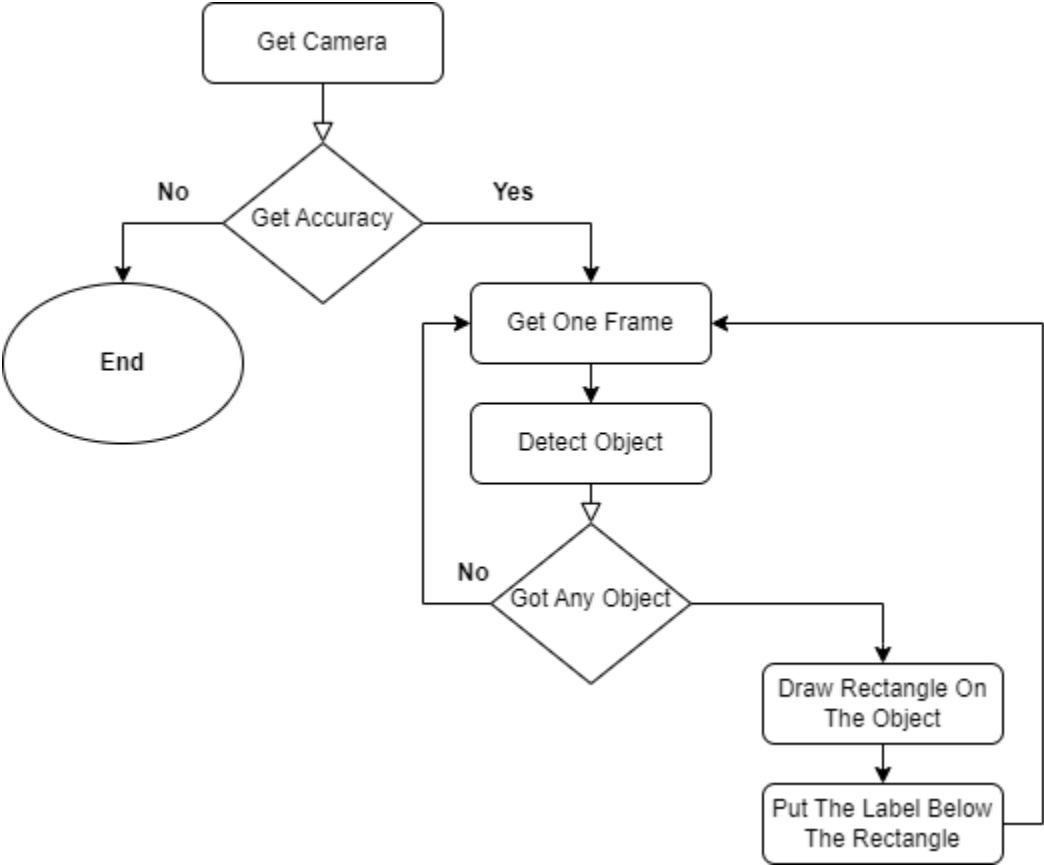 Get Camera
No
Yes
Get Accuracy
Get One Frame
End
Detect Object
No
Got Any Object
Draw Rectangle On
The Object
Put The Label Below
The Rectangle